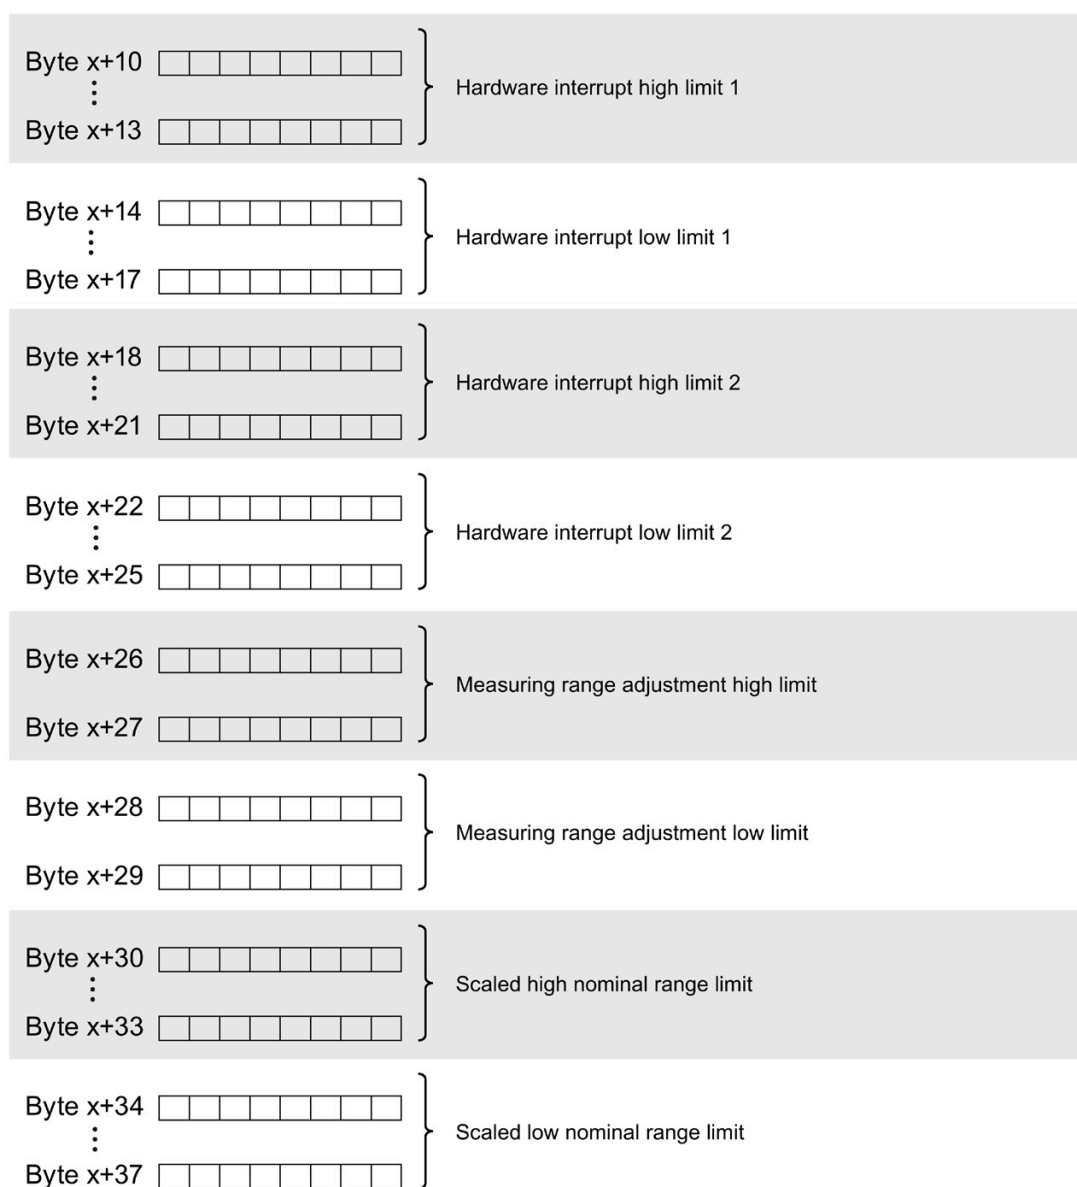 Byte x+10
Hardware interrupt high limit 1
Byte x+13
Byte x+14
Hardware interrupt low limit 1
Byte x+17
Byte x+18
Hardware interrupt high limit 2
Byte x+21
Byte x+22
Hardware interrupt low limit 2
Byte x+25
Byte x+26
Measuring range adjustment high limit
Byte x+27
Byte x+28
Measuring range adjustment low limit
Byte x+29
Byte x+30
Scaled high nominal range limit
Byte x+33
Byte x+34
Scaled low nominal range limit
Byte x+37